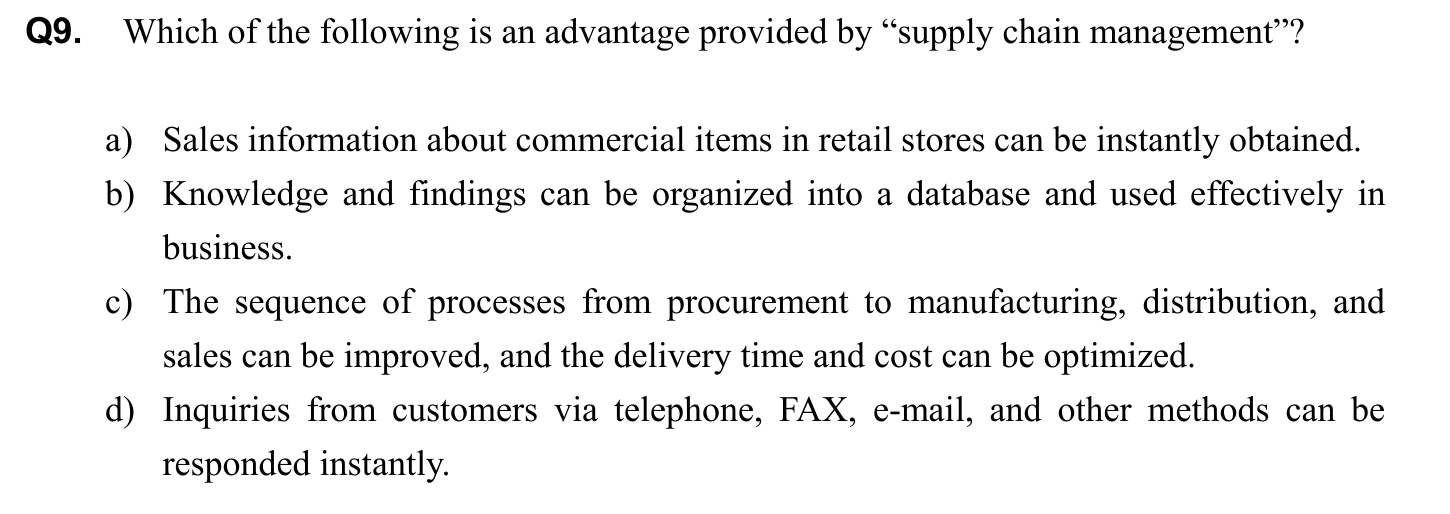 Q9. Which of the following is an advantage provided by “supply chain management”?
a) Sales information about commercial items in retail stores can be instantly obtained.
b) Knowledge and findings can be organized into a database and used effectively in
business.
c) The sequence of processes from procurement to manufacturing, distribution, and
sales can be improved, and the delivery time and cost can be optimized.
d) Inquiries from customers via telephone, FAX, e-mail, and other methods can be
responded instantly.